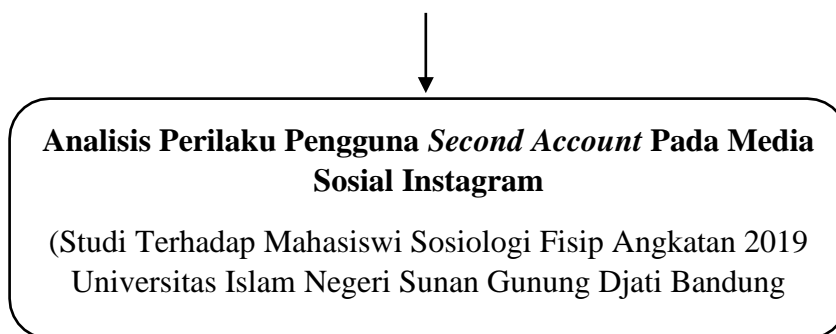 Analisis Perilaku Pengguna Second Account Pada Media
Sosial Instagram
(Studi Terhadap Mahasiswi Sosiologi Fisip Angkatan 2019
Universitas Islam Negeri Sunan Gunung Djati Bandung